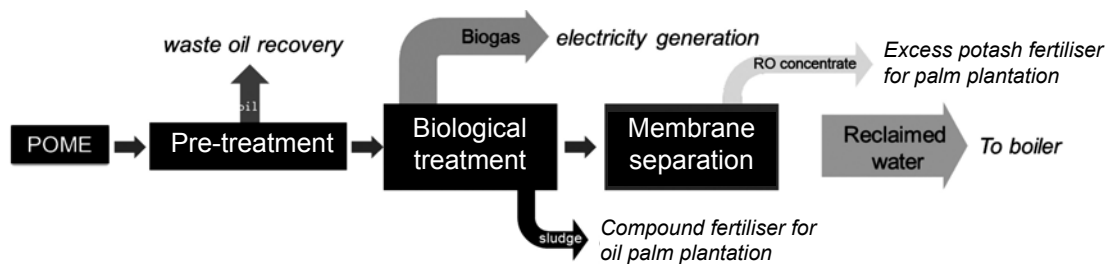 waste oil recovery
oil
Biogas
electricity generation
RO concentrate
Excess potash fertiliser
for palm plantation
POME
Pre-treatment
Biological
treatment
Membrane
separation
Reclaimed
water
To boiler
sludge
Compound fertiliser for
oil palm plantation